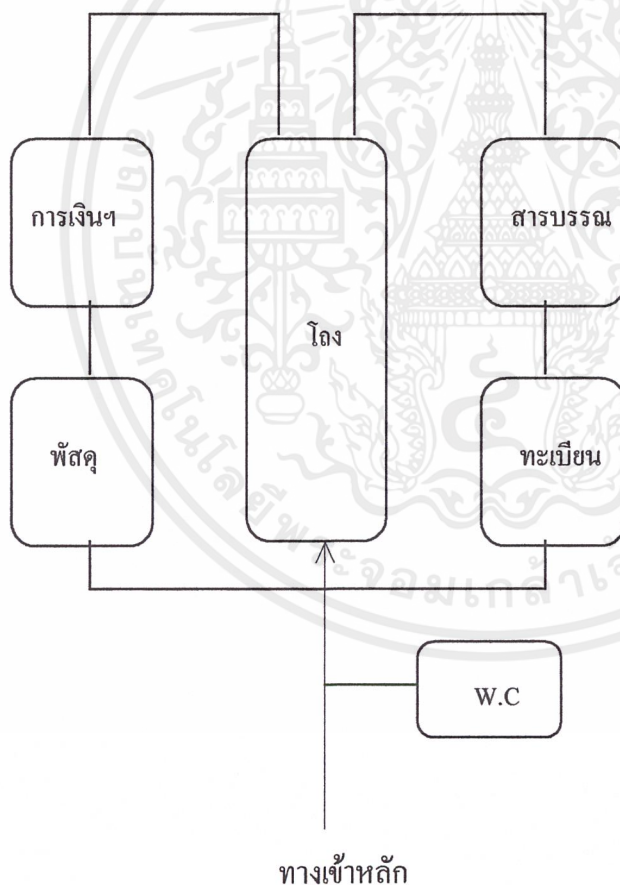 การเงินฯ
สารบรรณ
โถง
พัสดุ
ทะเบียน
W.C
ทางเข้าหลัก